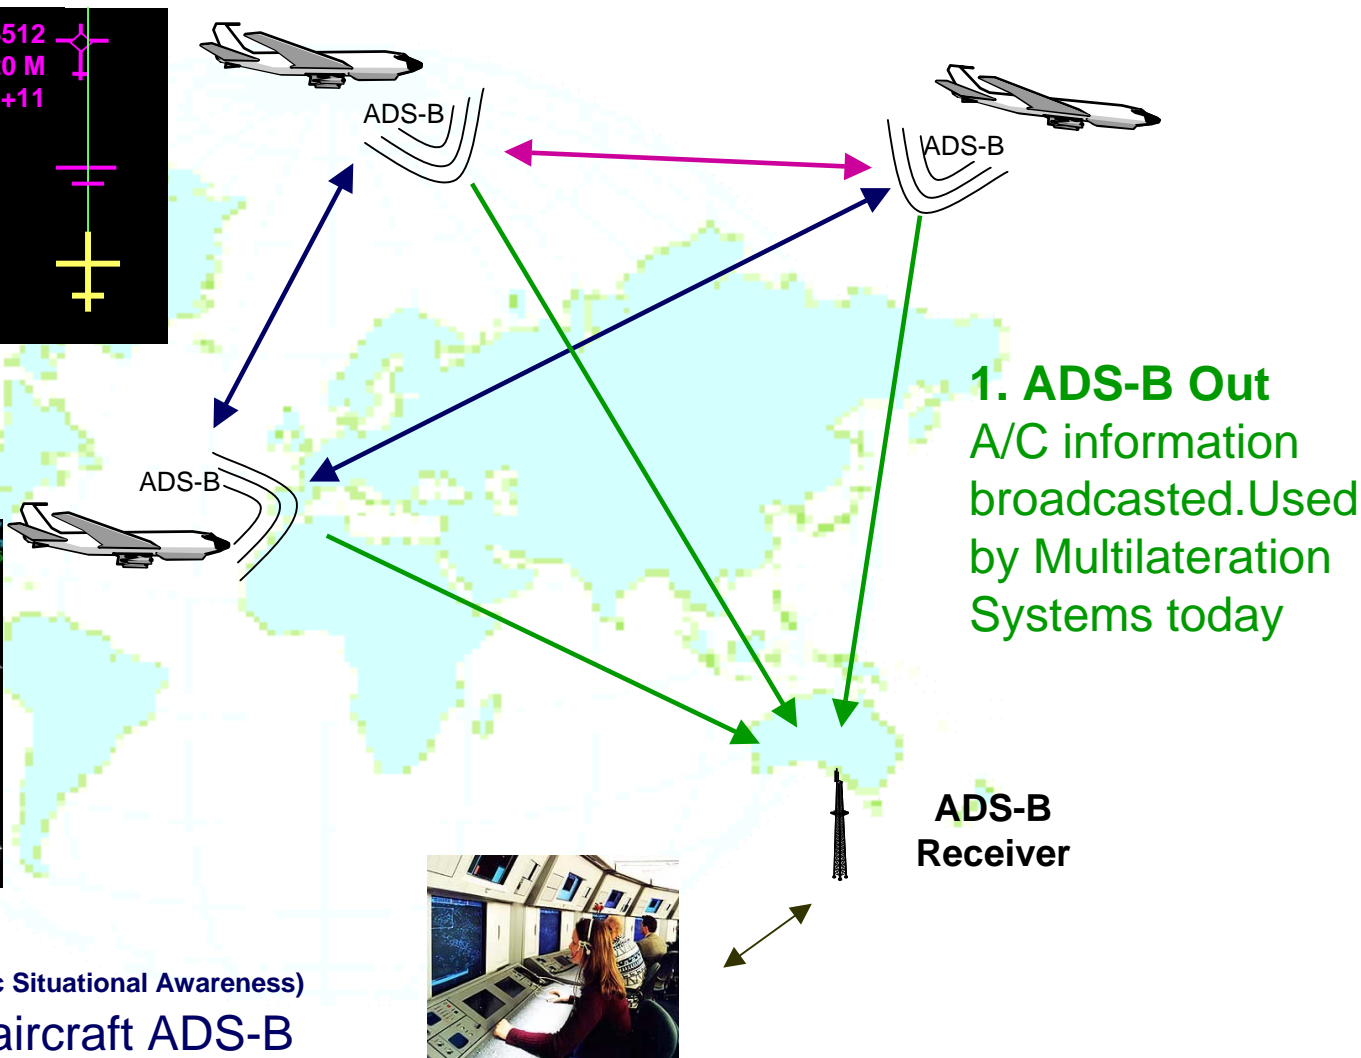 512
0 M
+11
ADS-B
ADS-B
ADS-B
1. ADS-B Out
A/C information
broadcasted.Used
by Multilateration
Systems today
ADS-B
Receiver
c Situational Awareness)
aircraft ADS-B